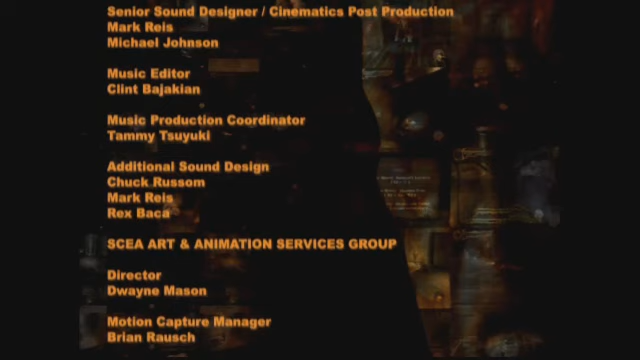 Senior Sound Designer / Cinematics Post Production
Mark Reis
Michael Johnson
Music Editor
Clint Bajakian
Music Production Coordinator
Tammy Tsuyuki
Additional Sound Design
Chuck Russom
Mark Reis
Rex Baca
SCEA ART & ANIMATION SERVICES GROUP
Director
Dwayne Mason
Motion Capture Manager
Brian Rausch